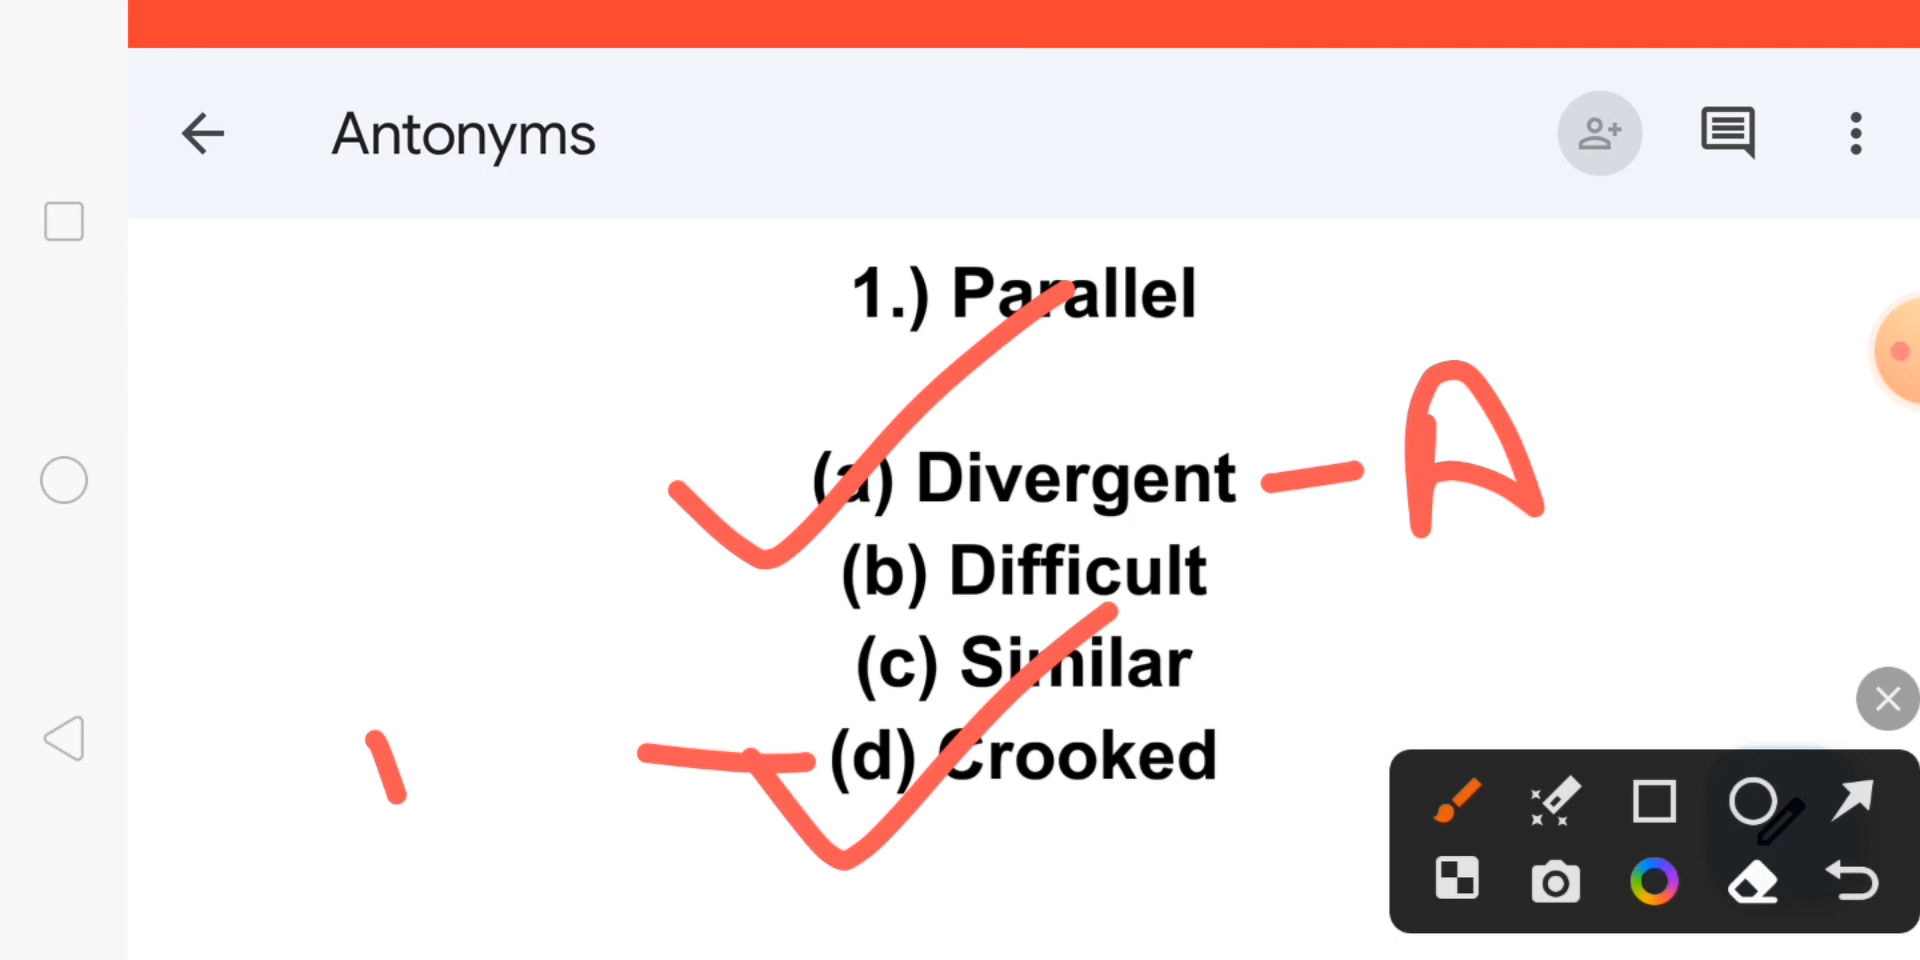 Antonyms
1.) Parallel
(a) Divergent - A
(b) Difficult
(c) Similar
(d) Crooked